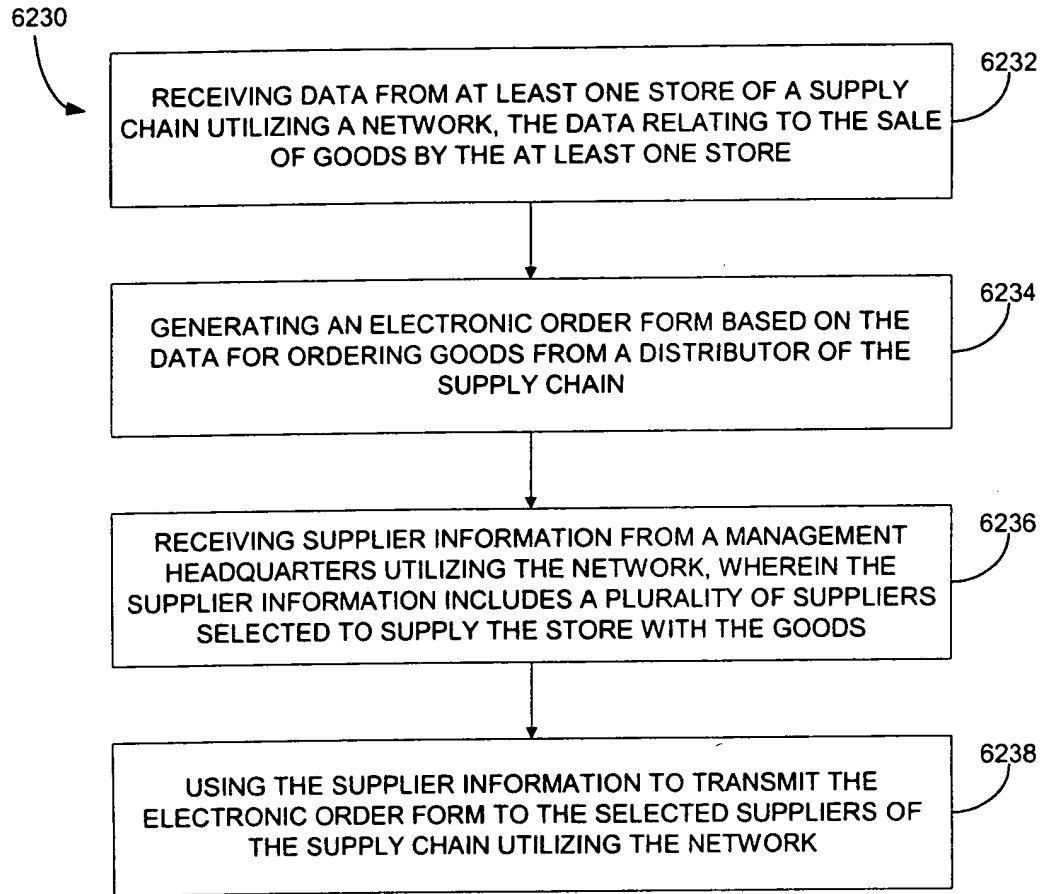 6230
6232
RECEIVING DATA FROM AT LEAST ONE STORE OF A SUPPLY
CHAIN UTILIZING A NETWORK, THE DATA RELATING TO THE SALE
OF GOODS BY THE AT LEAST ONE STORE
6234
GENERATING AN ELECTRONIC ORDER FORM BASED ON THE
DATA FOR ORDERING GOODS FROM A DISTRIBUTOR OF THE
SUPPLY CHAIN
6236
RECEIVING SUPPLIER INFORMATION FROM A MANAGEMENT
HEADQUARTERS UTILIZING THE NETWORK, WHEREIN THE
SUPPLIER INFORMATION INCLUDES A PLURALITY OF SUPPLIERS
SELECTED TO SUPPLY THE STORE WITH THE GOODS
6238
USING THE SUPPLIER INFORMATION TO TRANSMIT THE
ELECTRONIC ORDER FORM TO THE SELECTED SUPPLIERS OF
THE SUPPLY CHAIN UTILIZING THE NETWORK